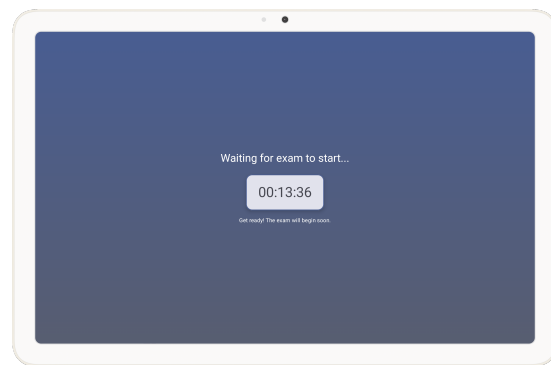 Waiting for exam to start...
00:13:36
Get ready! The exam will begin soon.